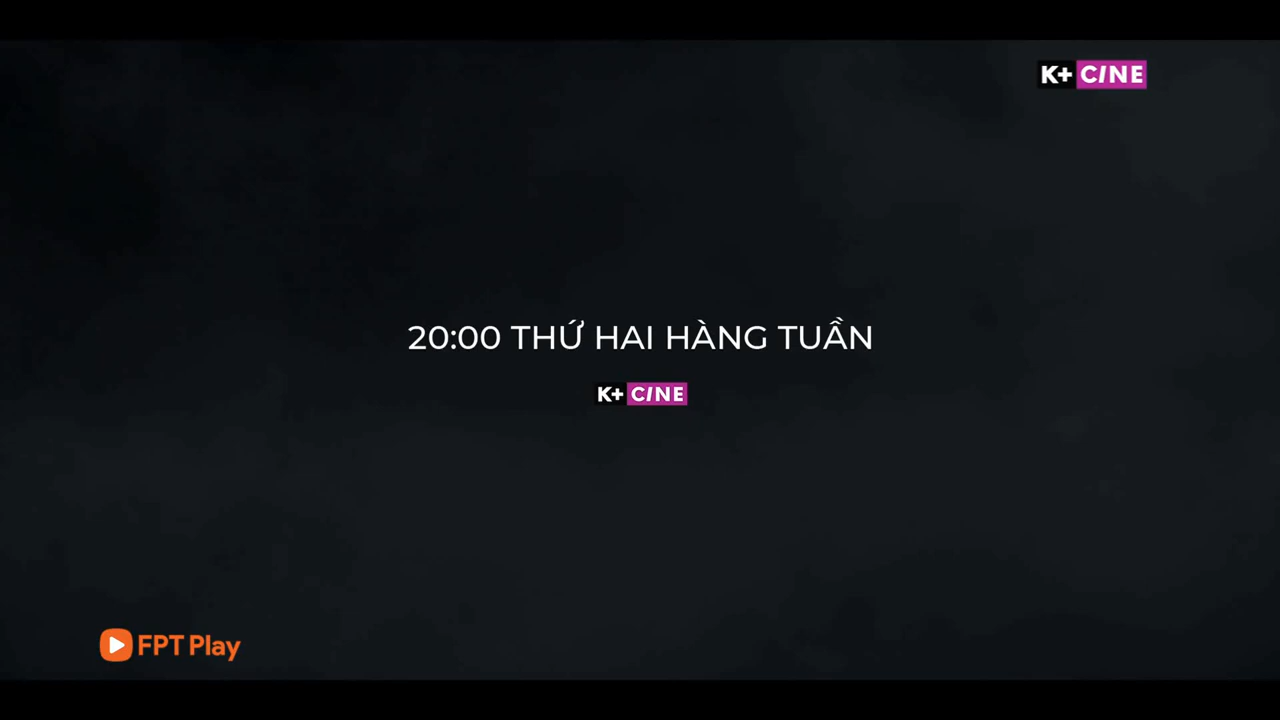 K+ CINE
20:00 THỨ HAI HÀNG TUẦN
K+ CINE
FPT Play